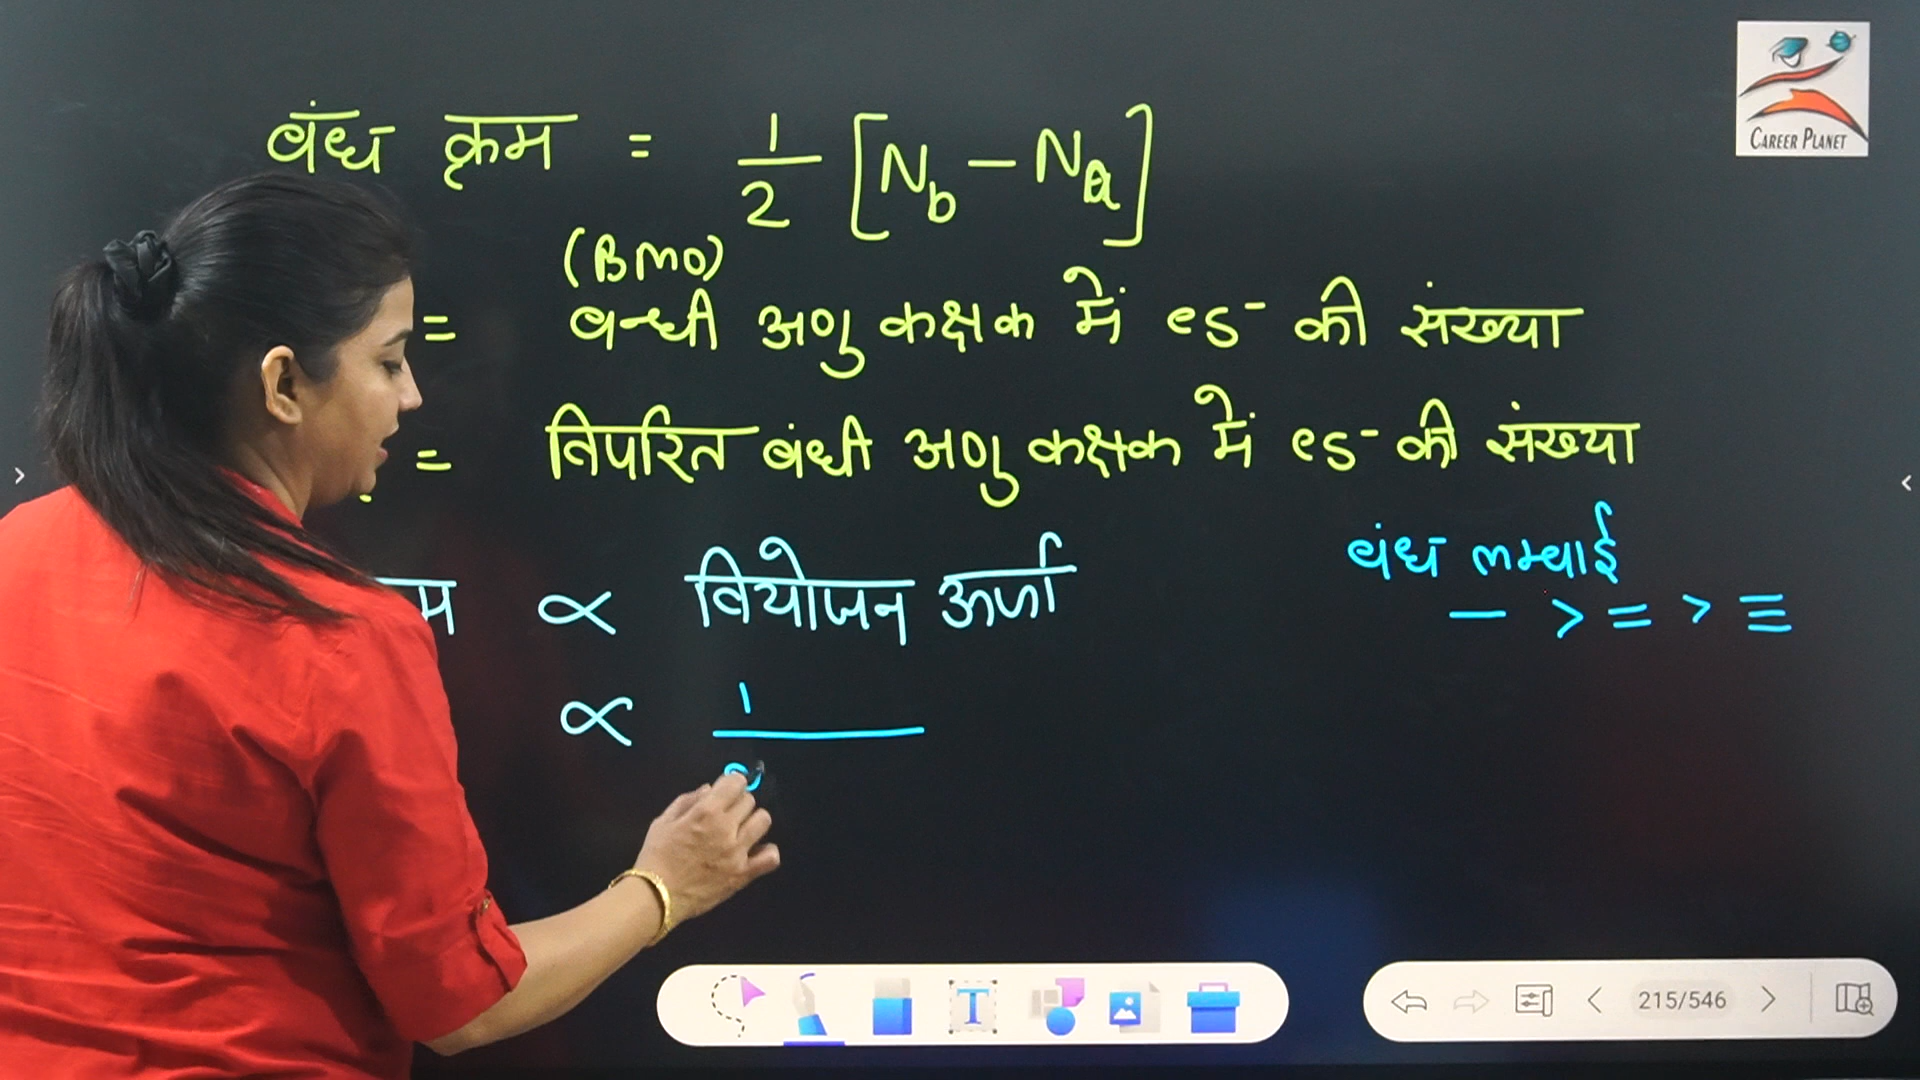 बंध क्रम = 1/2 [Nb - Na]
(BMO)
= बन्धी अणु कक्षक में es⁻ की संख्या
= विपरित बंधी अणु कक्षक में es⁻ की संख्या
म ∝ वियोजन ऊर्जा
बंध लम्बाई
— > = > ≡
∝ 1
CAREER PLANET
T
215/546